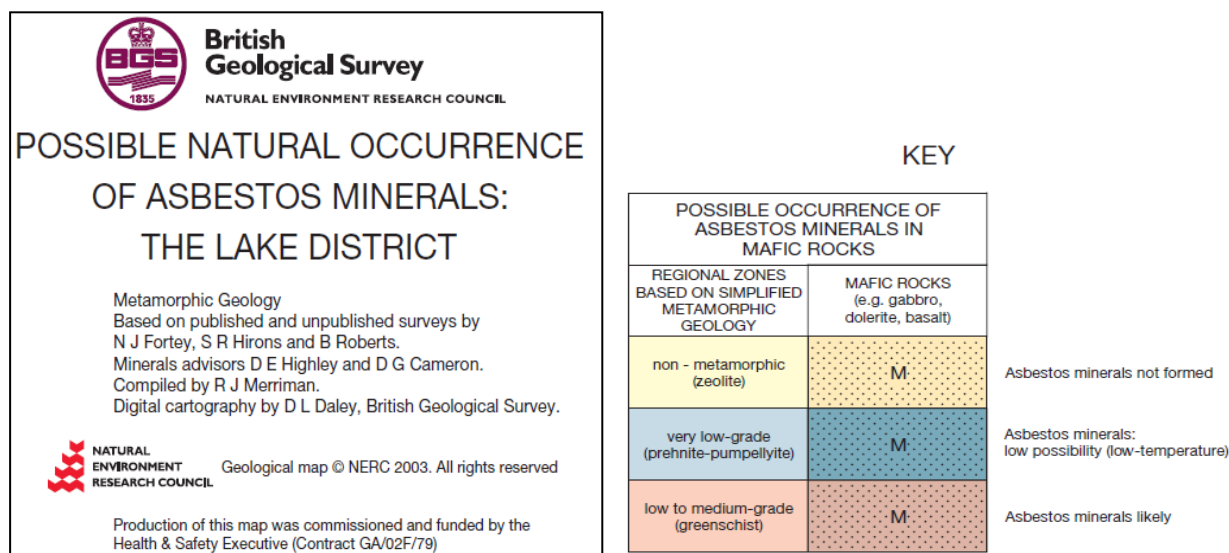 British
Geological Survey
NATURAL ENVIRONMENT RESEARCH COUNCIL
BGS
1835
POSSIBLE NATURAL OCCURRENCE
OF ASBESTOS MINERALS:
THE LAKE DISTRICT
Metamorphic Geology
Based on published and unpublished surveys by
N J Fortey, S R Hirons and B Roberts.
Minerals advisors D E Highley and D G Cameron.
Compiled by R J Merriman.
Digital cartography by D L Daley, British Geological Survey.
NATURAL
ENVIRONMENT
RESEARCH COUNCIL
Geological map © NERC 2003. All rights reserved
Production of this map was commissioned and funded by the
Health & Safety Executive (Contract GA/02F/79)
KEY
POSSIBLE OCCURRENCE OF
ASBESTOS MINERALS IN
MAFIC ROCKS
REGIONAL ZONES
BASED ON SIMPLIFIED
METAMORPHIC
GEOLOGY
MAFIC ROCKS
(e.g. gabbro,
dolerite, basalt)
non - metamorphic
(zeolite)
M
Asbestos minerals not formed
very low-grade
(prehnite-pumpellyite)
M
Asbestos minerals:
low possibility (low-temperature)
low to medium-grade
(greenschist)
M
Asbestos minerals likely